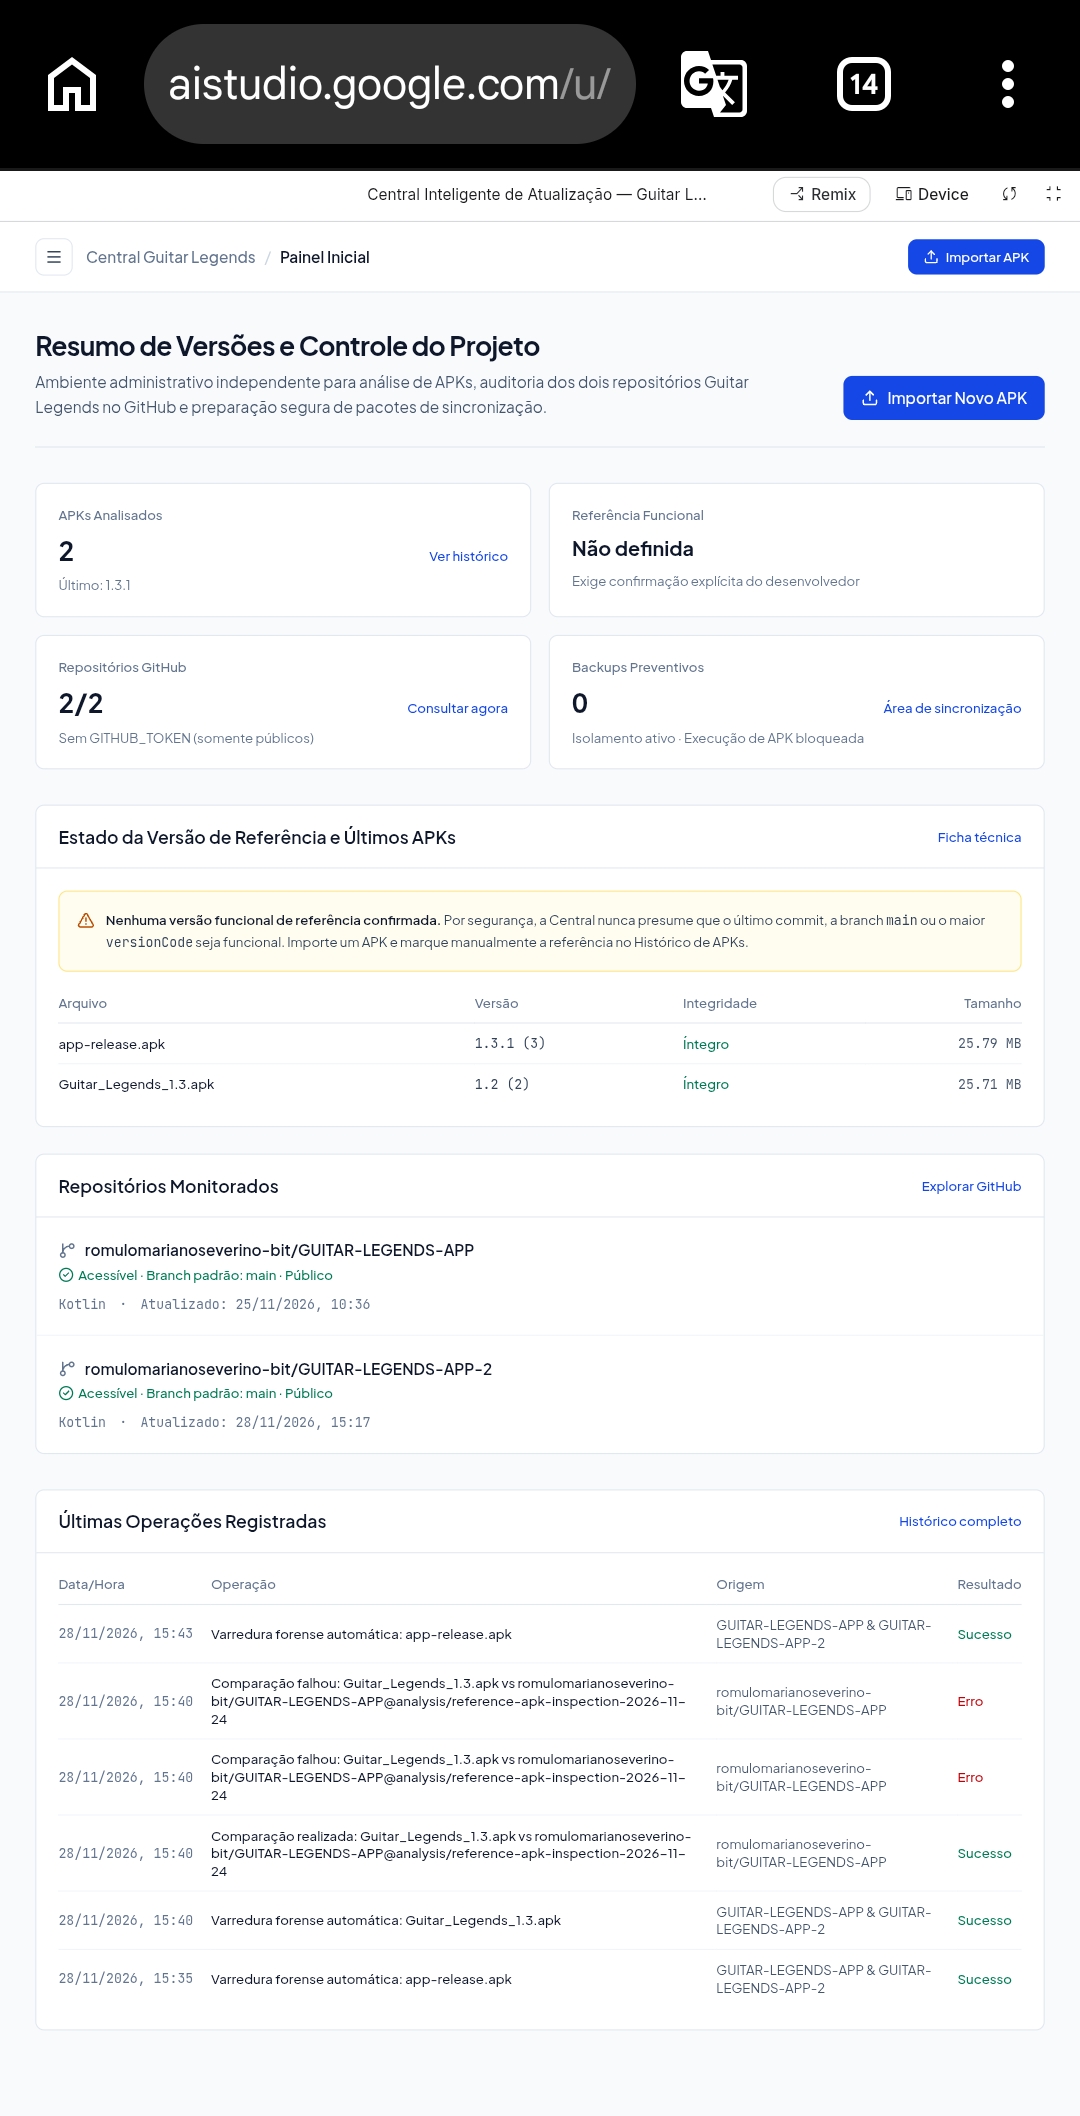 aistudio.google.com/u/
14
Central Inteligente de Atualização — Guitar L...
Remix
Device
Central Guitar Legends / Painel Inicial
Importar APK
Resumo de Versões e Controle do Projeto
Ambiente administrativo independente para análise de APKs, auditoria dos dois repositórios Guitar
Legends no GitHub e preparação segura de pacotes de sincronização.
Importar Novo APK
APKs Analisados
2
Ver histórico
Último: 1.3.1
Referência Funcional
Não definida
Exige confirmação explícita do desenvolvedor
Repositórios GitHub
2/2
Consultar agora
Sem GITHUB_TOKEN (somente públicos)
Backups Preventivos
0
Área de sincronização
Isolamento ativo · Execução de APK bloqueada
Estado da Versão de Referência e Últimos APKs
Ficha técnica
Nenhuma versão funcional de referência confirmada. Por segurança, a Central nunca presume que o último commit, a branch main ou o maior
versionCode seja funcional. Importe um APK e marque manualmente a referência no Histórico de APKs.
Arquivo Versão Integridade Tamanho
app-release.apk 1.3.1 (3) Íntegro 25.79 MB
Guitar_Legends_1.3.apk 1.2 (2) Íntegro 25.71 MB
Repositórios Monitorados
Explorar GitHub
romulomarianoseverino-bit/GUITAR-LEGENDS-APP
Acessível · Branch padrão: main · Público
Kotlin · Atualizado: 25/11/2026, 10:36
romulomarianoseverino-bit/GUITAR-LEGENDS-APP-2
Acessível · Branch padrão: main · Público
Kotlin · Atualizado: 28/11/2026, 15:17
Últimas Operações Registradas
Histórico completo
Data/Hora Operação Origem Resultado
28/11/2026, 15:43 Varredura forense automática: app-release.apk
GUITAR-LEGENDS-APP & GUITAR-
LEGENDS-APP-2
Sucesso
28/11/2026, 15:40
Comparação falhou: Guitar_Legends_1.3.apk vs romulomarianoseverino-
bit/GUITAR-LEGENDS-APP@analysis/reference-apk-inspection-2026-11-
24
romulomarianoseverino-
bit/GUITAR-LEGENDS-APP
Erro
28/11/2026, 15:40
Comparação falhou: Guitar_Legends_1.3.apk vs romulomarianoseverino-
bit/GUITAR-LEGENDS-APP@analysis/reference-apk-inspection-2026-11-
24
romulomarianoseverino-
bit/GUITAR-LEGENDS-APP
Erro
28/11/2026, 15:40
Comparação realizada: Guitar_Legends_1.3.apk vs romulomarianoseverino-
bit/GUITAR-LEGENDS-APP@analysis/reference-apk-inspection-2026-11-
24
romulomarianoseverino-
bit/GUITAR-LEGENDS-APP
Sucesso
28/11/2026, 15:40 Varredura forense automática: Guitar_Legends_1.3.apk
GUITAR-LEGENDS-APP & GUITAR-
LEGENDS-APP-2
Sucesso
28/11/2026, 15:35 Varredura forense automática: app-release.apk
GUITAR-LEGENDS-APP & GUITAR-
LEGENDS-APP-2
Sucesso